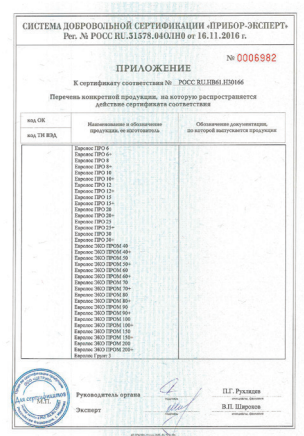 СИСТЕМА ДОБРОВОЛЬНОЙ СЕРТИФИКАЦИИ «ПРИБОР-ЭКСПЕРТ»
Рег. № РОСС RU.31578.04ОЛН0 от 16.11.2016 г.
№ 0006982
ПРИЛОЖЕНИЕ
К сертификату соответствия № РОСС RU.НВ61.Н30166
Перечень конкретной продукции, на которую распространяется
действие сертификата соответствия
код ОК
код ТН ВЭД
Наименование и обозначение
продукции, ее изготовитель
Обозначение документации,
по которой выпускается продукция
Евролос ПРО 6
Евролос ПРО 6+
Евролос ПРО 8
Евролос ПРО 8+
Евролос ПРО 10
Евролос ПРО 10+
Евролос ПРО 12
Евролос ПРО 12+
Евролос ПРО 15
Евролос ПРО 15+
Евролос ПРО 20
Евролос ПРО 20+
Евролос ПРО 25
Евролос ПРО 25+
Евролос ПРО 30
Евролос ПРО 30+
Евролос ЭКО ПРОМ 40
Евролос ЭКО ПРОМ 40+
Евролос ЭКО ПРОМ 50
Евролос ЭКО ПРОМ 50+
Евролос ЭКО ПРОМ 60
Евролос ЭКО ПРОМ 60+
Евролос ЭКО ПРОМ 70
Евролос ЭКО ПРОМ 70+
Евролос ЭКО ПРОМ 80
Евролос ЭКО ПРОМ 80+
Евролос ЭКО ПРОМ 90
Евролос ЭКО ПРОМ 90+
Евролос ЭКО ПРОМ 100
Евролос ЭКО ПРОМ 100+
Евролос ЭКО ПРОМ 150
Евролос ЭКО ПРОМ 150+
Евролос ЭКО ПРОМ 200
Евролос ЭКО ПРОМ 200+
Евролос Грунт 3
Для сертификатов
М.П.
Руководитель органа
П.Г. Рухлядев
Эксперт
В.П. Широков